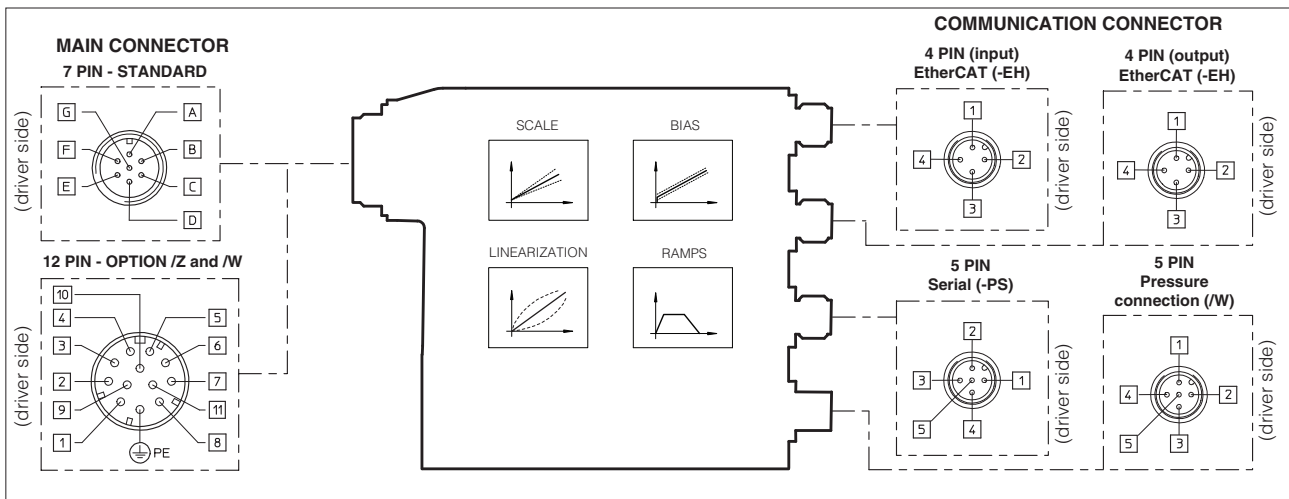 MAIN CONNECTOR
7 PIN - STANDARD
G
A
F
B
E
C
D
(driver side)
12 PIN - OPTION /Z and /W
10
4
5
3
6
2
7
9
11
1
8
PE
(driver side)
SCALE
BIAS
LINEARIZATION
RAMPS
COMMUNICATION CONNECTOR
4 PIN (input)
EtherCAT (-EH)
1
4
2
3
(driver side)
4 PIN (output)
EtherCAT (-EH)
1
4
2
3
(driver side)
5 PIN
Serial (-PS)
2
3
1
5
4
(driver side)
5 PIN
Pressure
connection (/W)
1
4
2
5
3
(driver side)